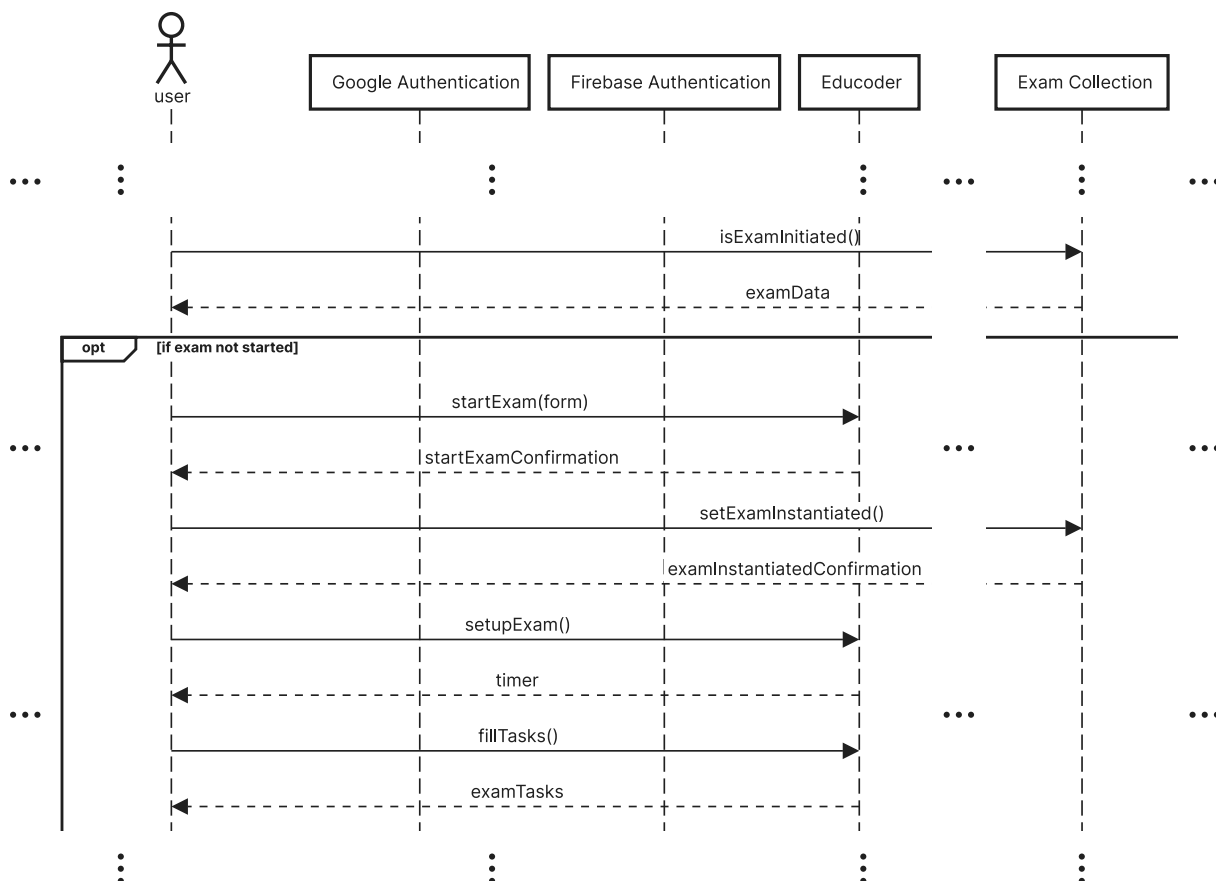 user
Google Authentication
Firebase Authentication
Educoder
Exam Collection
isExamInitiated()
examData
opt
[if exam not started]
startExam(form)
startExamConfirmation
setExamInstantiated()
examInstantiatedConfirmation
setupExam()
timer
fillTasks()
examTasks